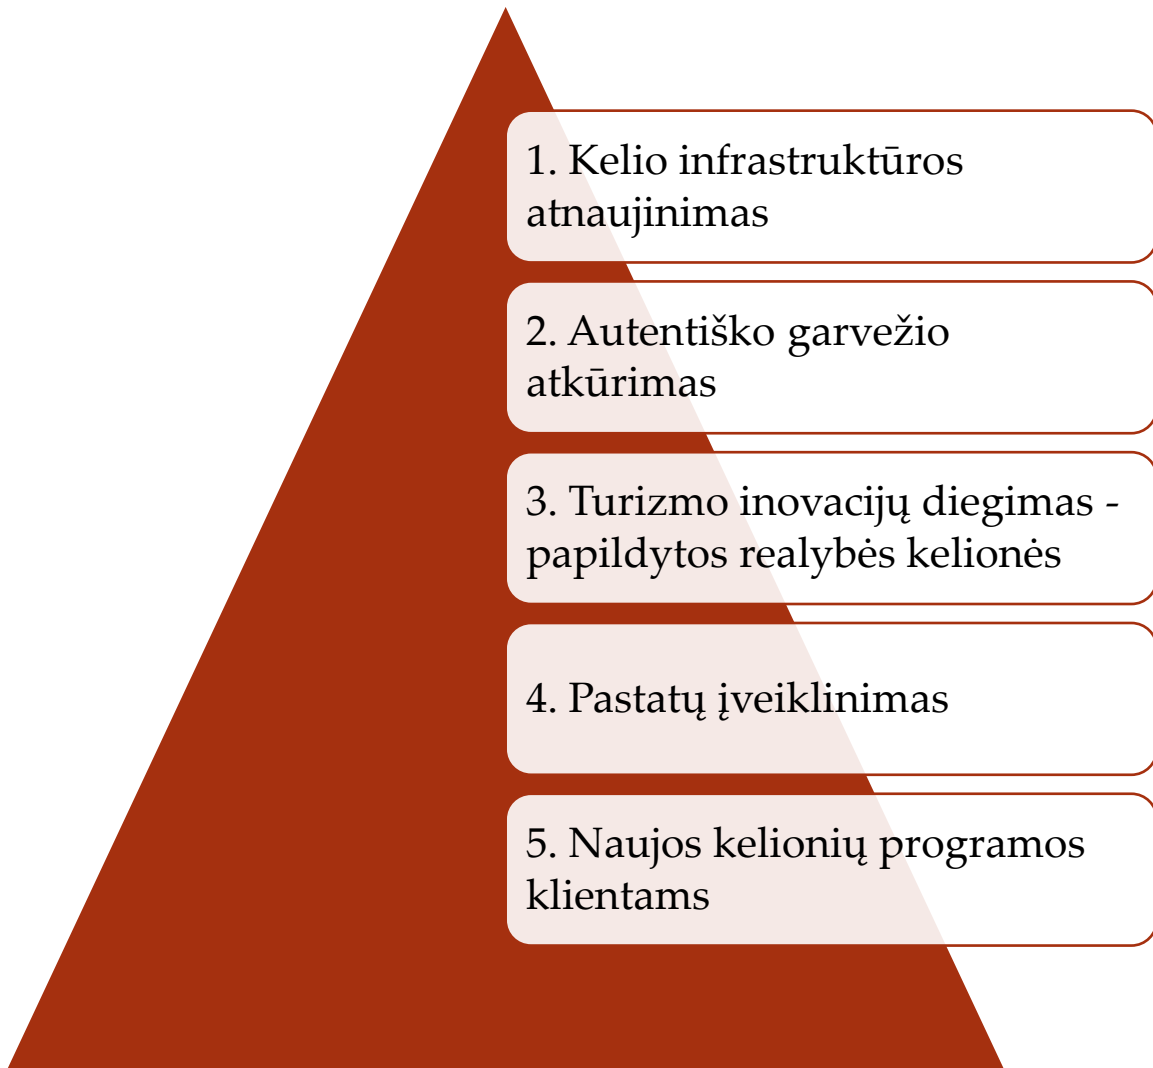 1. Kelio infrastruktūros
atnaujinimas
2. Autentiško garvežio
atkūrimas
3. Turizmo inovacijų diegimas -
papildytos realybės kelionės
4. Pastatų įveiklinimas
5. Naujos kelionių programos
klientams